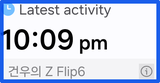 Latest activity
10:09 pm
건우의 Z Flip6